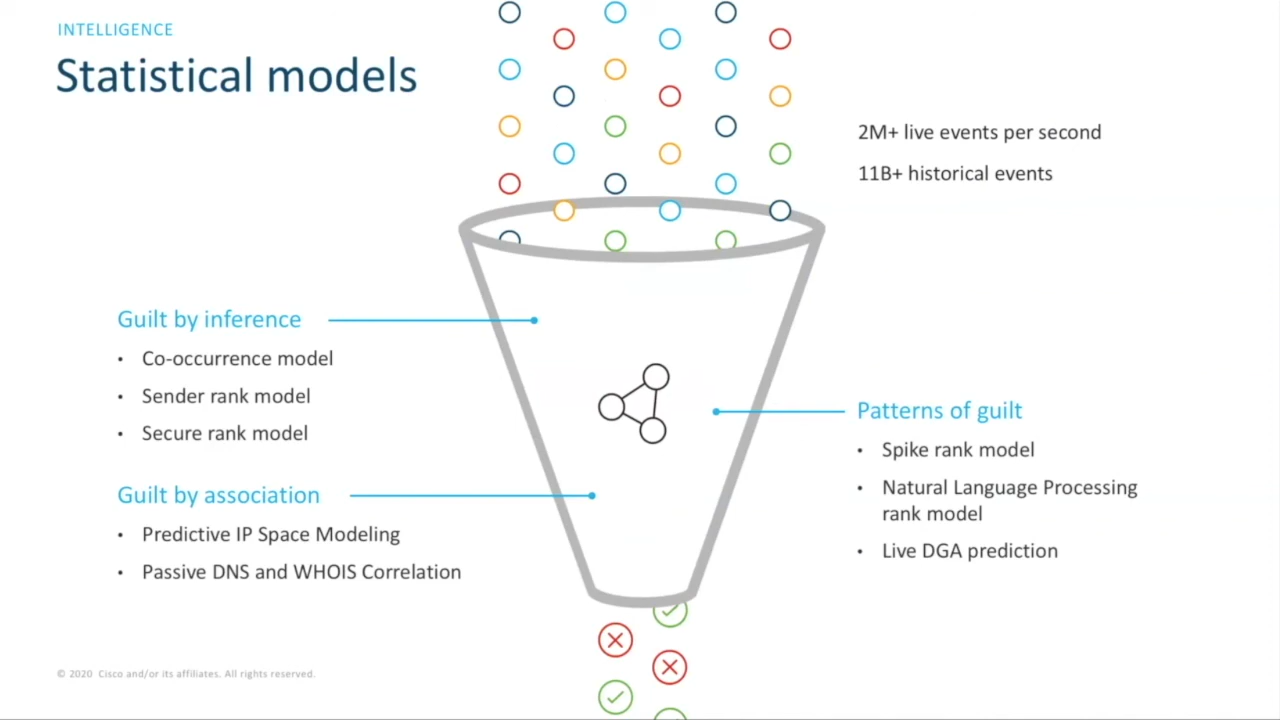 INTELLIGENCE
Statistical models
2M+ live events per second
11B+ historical events
Guilt by inference
• Co-occurrence model
• Sender rank model
• Secure rank model
Guilt by association
• Predictive IP Space Modeling
• Passive DNS and WHOIS Correlation
Patterns of guilt
• Spike rank model
• Natural Language Processing
rank model
• Live DGA prediction
© 2020 Cisco and/or its affiliates. All rights reserved.